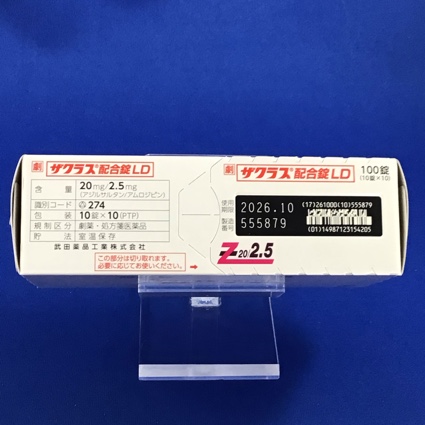 劇 ザクラス®配合錠LD
含量 20mg/2.5mg
(アジルサルタン/アムロジピン)
識別コード 274
包装 10錠×10(PTP)
規制区分 劇薬・処方箋医薬品
貯法 室温保存
武田薬品工業株式会社
この部分は切り取れます。
必要に応じてお使いください。
劇 ザクラス®配合錠LD 100錠
(10錠×10)
使用期限 2026.10
製造番号 555879
(17)261000(10)555879
(01)14987123154205
Z20/2.5